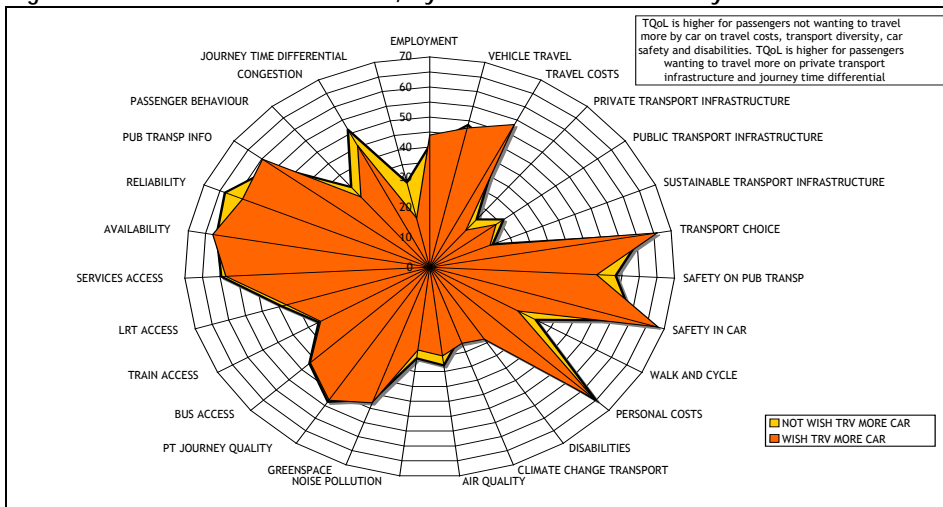 TQoL is higher for passengers not wanting to travel
more by car on travel costs, transport diversity, car
safety and disabilities. TQoL is higher for passengers
wanting to travel more on private transport
infrastructure and journey time differential
EMPLOYMENT
JOURNEY TIME DIFFERENTIAL
VEHICLE TRAVEL
CONGESTION
TRAVEL COSTS
PASSENGER BEHAVIOUR
PRIVATE TRANSPORT INFRASTRUCTURE
PUB TRANSP INFO
PUBLIC TRANSPORT INFRASTRUCTURE
RELIABILITY
SUSTAINABLE TRANSPORT INFRASTRUCTURE
AVAILABILITY
TRANSPORT CHOICE
SERVICES ACCESS
SAFETY ON PUB TRANSP
LRT ACCESS
SAFETY IN CAR
TRAIN ACCESS
WALK AND CYCLE
BUS ACCESS
PERSONAL COSTS
PT JOURNEY QUALITY
DISABILITIES
GREENSPACE
CLIMATE CHANGE TRANSPORT
NOISE POLLUTION
AIR QUALITY
70
60
50
40
30
20
10
0
NOT WISH TRV MORE CAR
WISH TRV MORE CAR